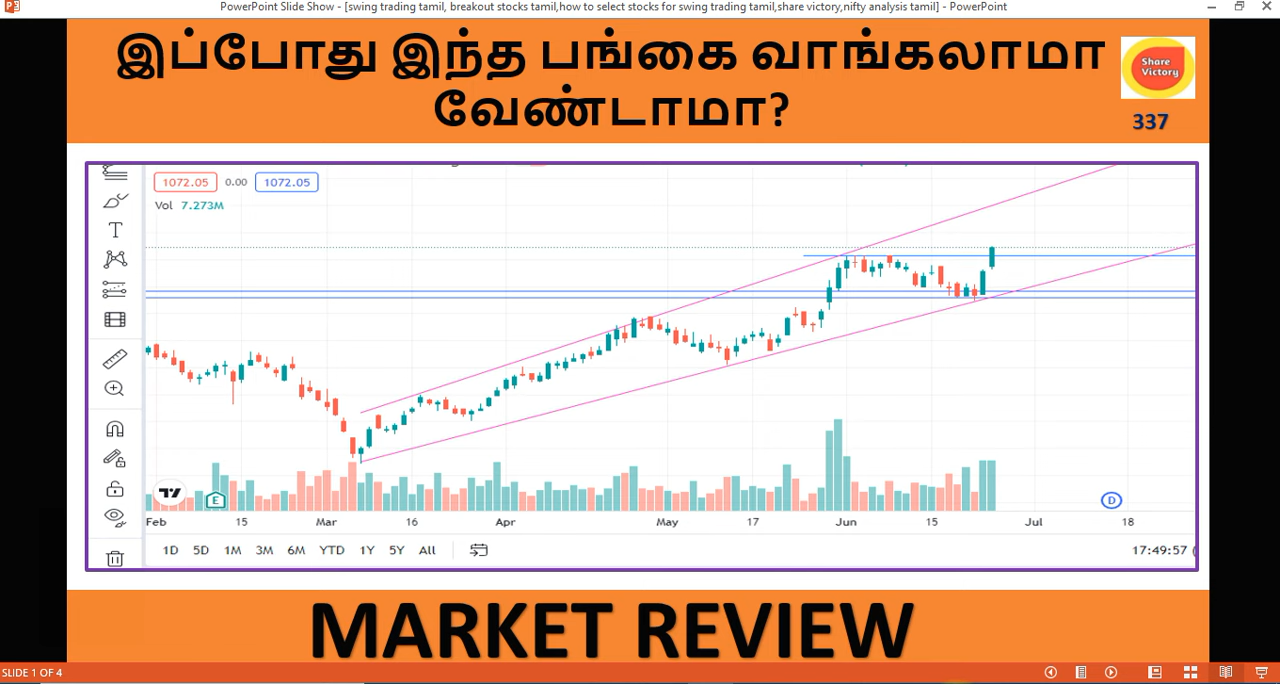 PowerPoint Slide Show - [swing trading tamil, breakout stocks tamil,how to select stocks for swing trading tamil,share victory,nifty analysis tamil] - PowerPoint
இப்போது இந்த பங்கை வாங்கலாமா
வேண்டாமா?
Share
Victory
337
1072.05 0.00 1072.05
Vol 7.273M
T
E
D
Feb 15 Mar 16 Apr May 17 Jun 15 Jul 18
1D 5D 1M 3M 6M YTD 1Y 5Y All 17:49:57
MARKET REVIEW
SLIDE 1 OF 4